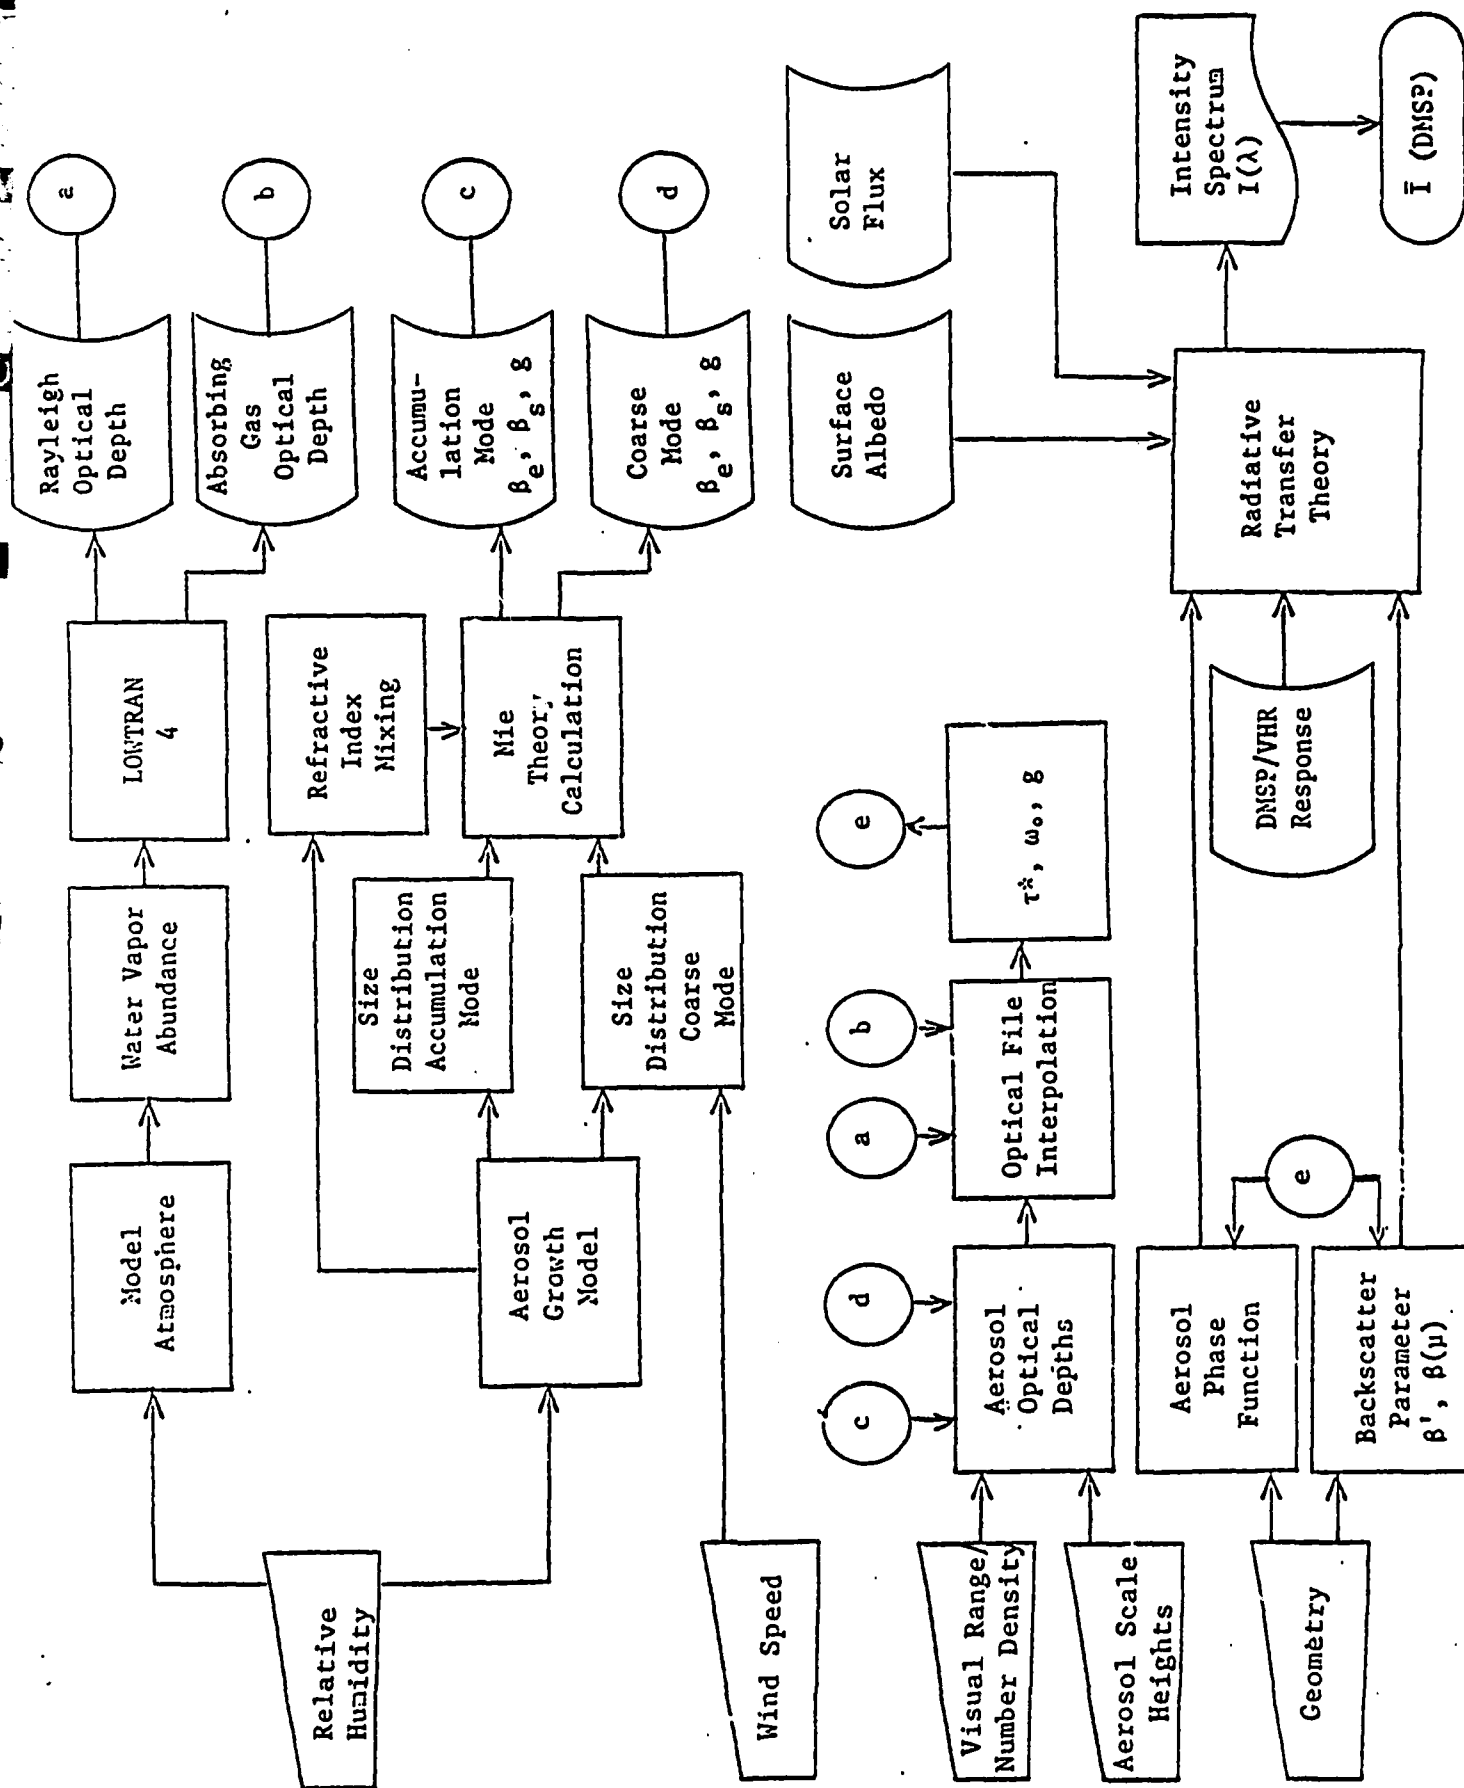 Relative
Humidity
Model
Atmosphere
Water Vapor
Abundance
LOWTRAN
4
Rayleigh
Optical
Depth
a
Absorbing
Gas
Optical
Depth
b
Refractive
Index
Mixing
Aerosol
Growth
Model
Size
Distribution
Accumulation
Mode
Size
Distribution
Coarse
Mode
Mie
Theory
Calculation
Accumu-
lation
Mode
βe, βs, g
c
Coarse
Mode
βe, βs, g
d
Wind Speed
Visual Range/
Number Density
Aerosol Scale
Heights
c
d
Aerosol
Optical
Depths
a
b
Optical File
Interpolation
τ*, ω₀, g
e
Surface
Albedo
Solar
Flux
Geometry
Aerosol
Phase
Function
Backscatter
Parameter
β', β(μ)
e
DMSP/VHR
Response
Radiative
Transfer
Theory
Intensity
Spectrum
I(λ)
Ī (DMSP)